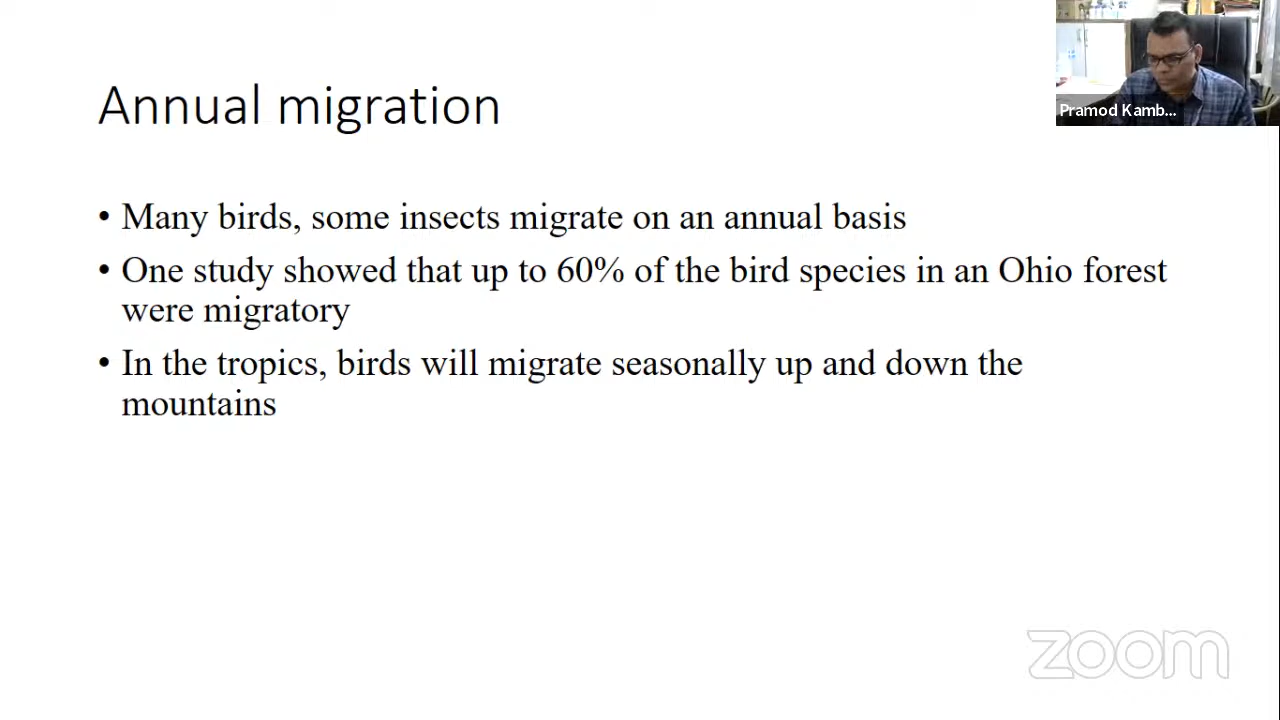 Annual migration
Pramod Kamb...
• Many birds, some insects migrate on an annual basis
• One study showed that up to 60% of the bird species in an Ohio forest
were migratory
• In the tropics, birds will migrate seasonally up and down the
mountains
zoom